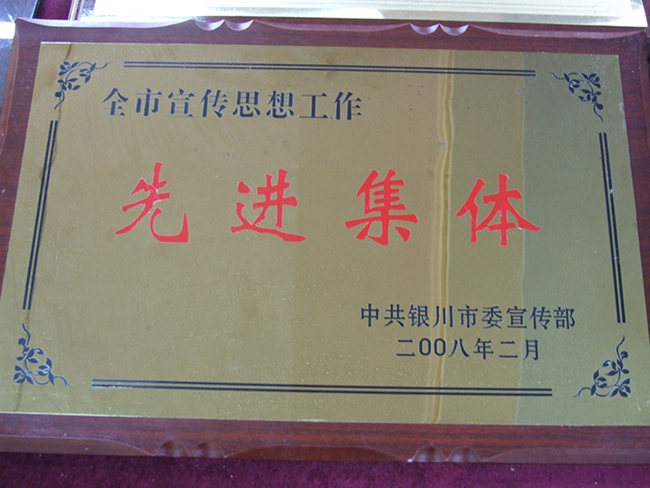 全市宣传思想工作
先进集体
中共银川市委宣传部
二00八年二月